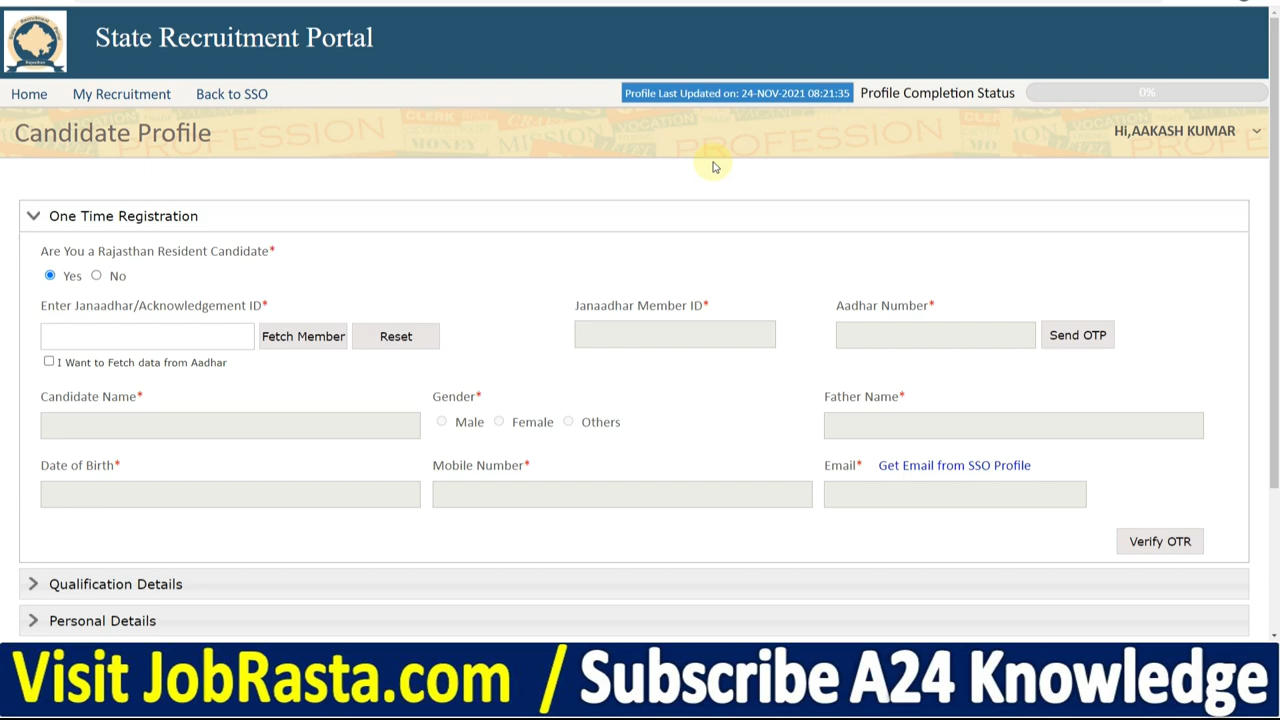 State Recruitment Portal
Home My Recruitment Back to SSO Profile Last Updated on: 24-NOV-2021 08:21:35 Profile Completion Status 0%
Candidate Profile Hi,AAKASH KUMAR
One Time Registration
Are You a Rajasthan Resident Candidate*
Yes No
Enter Janaadhar/Acknowledgement ID* Janaadhar Member ID* Aadhar Number*
Fetch Member Reset Send OTP
I Want to Fetch data from Aadhar
Candidate Name* Gender* Father Name*
Male Female Others
Date of Birth* Mobile Number* Email* Get Email from SSO Profile
Verify OTR
Qualification Details
Personal Details
Visit JobRasta.com / Subscribe A24 Knowledge